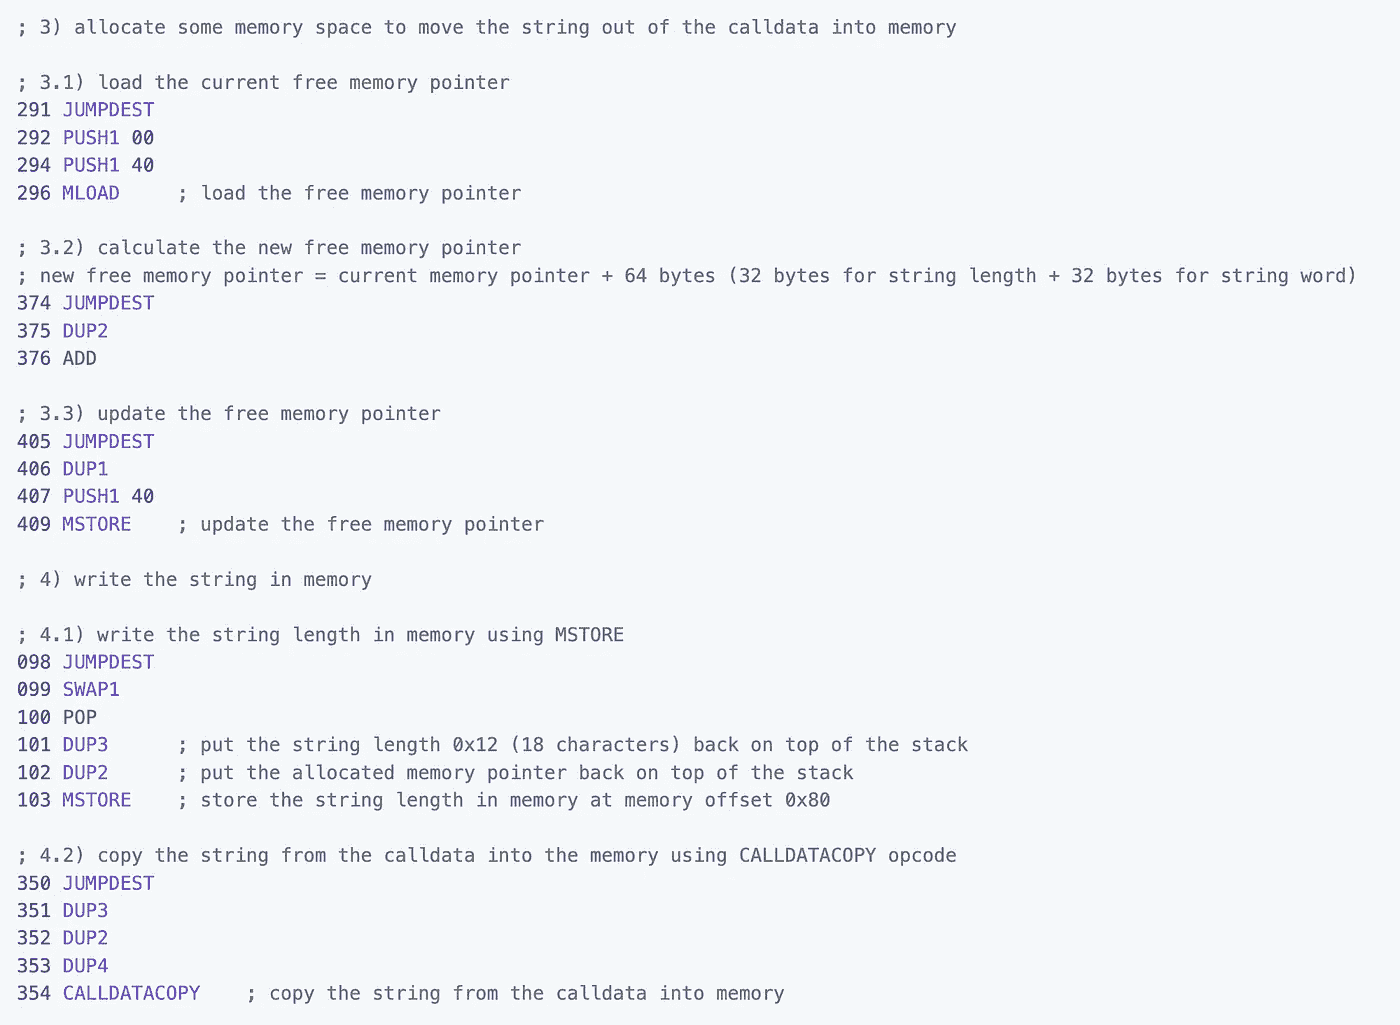 ; 3) allocate some memory space to move the string out of the calldata into memory
; 3.1) load the current free memory pointer
291 JUMPDEST
292 PUSH1 00
294 PUSH1 40
296 MLOAD     ; load the free memory pointer
; 3.2) calculate the new free memory pointer
; new free memory pointer = current memory pointer + 64 bytes (32 bytes for string length + 32 bytes for string word)
374 JUMPDEST
375 DUP2
376 ADD
; 3.3) update the free memory pointer
405 JUMPDEST
406 DUP1
407 PUSH1 40
409 MSTORE    ; update the free memory pointer
; 4) write the string in memory
; 4.1) write the string length in memory using MSTORE
098 JUMPDEST
099 SWAP1
100 POP
101 DUP3      ; put the string length 0x12 (18 characters) back on top of the stack
102 DUP2      ; put the allocated memory pointer back on top of the stack
103 MSTORE    ; store the string length in memory at memory offset 0x80
; 4.2) copy the string from the calldata into the memory using CALLDATACOPY opcode
350 JUMPDEST
351 DUP3
352 DUP2
353 DUP4
354 CALLDATACOPY    ; copy the string from the calldata into memory